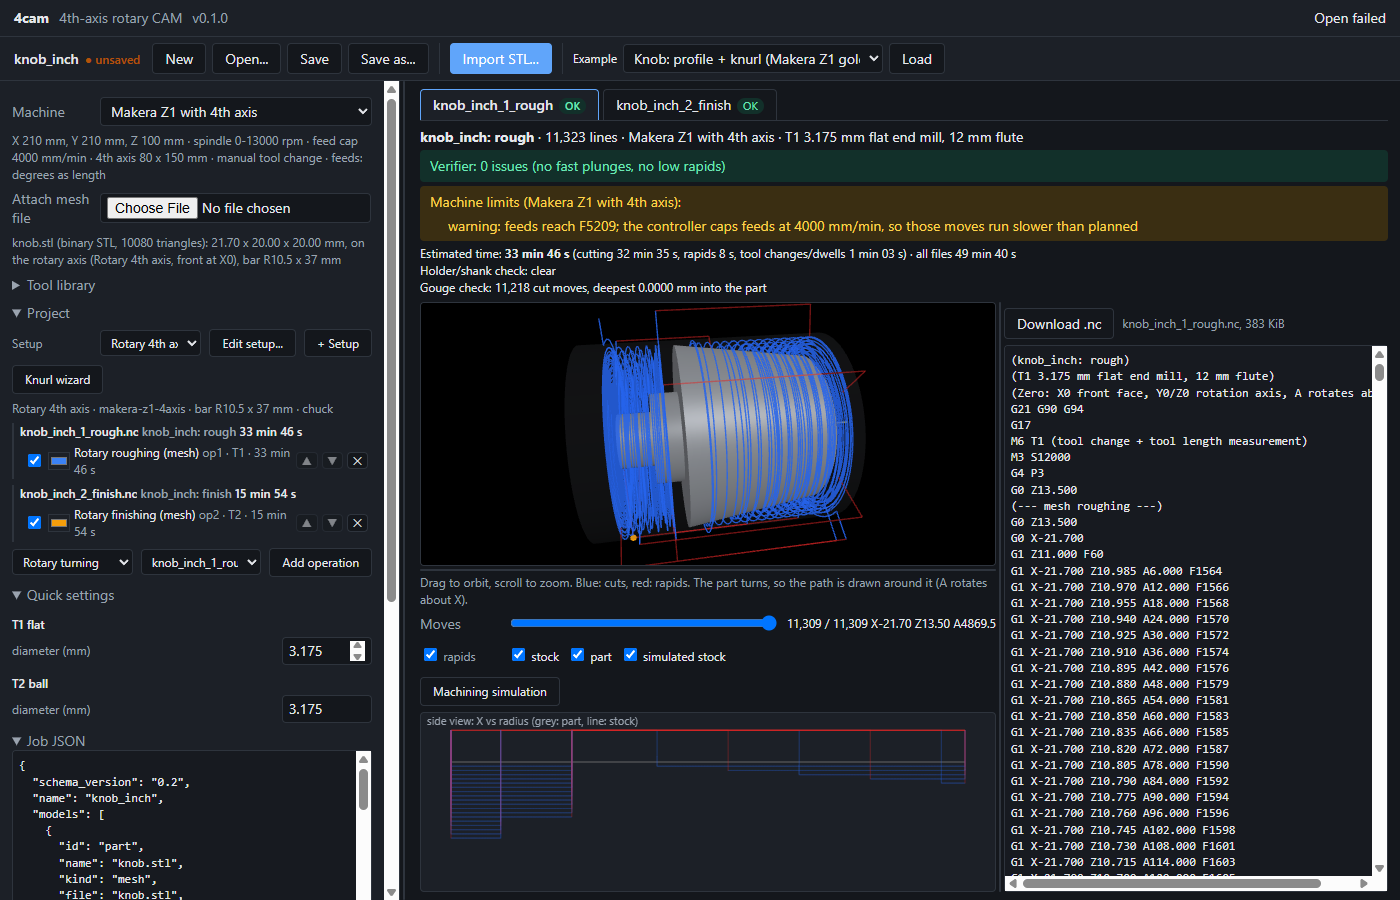 4cam 4th-axis rotary CAM v0.1.0
Open failed
knob_inch • unsaved
New
Open...
Save
Save as...
Import STL...
Example
Knob: profile + knurl (Makera Z1 gol
Load
Machine
Makera Z1 with 4th axis
X 210 mm, Y 210 mm, Z 100 mm · spindle 0-13000 rpm · feed cap
4000 mm/min · 4th axis 80 x 150 mm · manual tool change · feeds:
degrees as length
Attach mesh
file
Choose File No file chosen
knob.stl (binary STL, 10080 triangles): 21.70 x 20.00 x 20.00 mm, on
the rotary axis (Rotary 4th axis, front at X0), bar R10.5 x 37 mm
▶ Tool library
▼ Project
Setup
Rotary 4th ax
Edit setup...
+ Setup
Knurl wizard
Rotary 4th axis · makera-z1-4axis · bar R10.5 x 37 mm · chuck
knob_inch_1_rough.nc knob_inch: rough 33 min 46 s
Rotary roughing (mesh) op1 · T1 · 33 min
46 s
knob_inch_2_finish.nc knob_inch: finish 15 min 54 s
Rotary finishing (mesh) op2 · T2 · 15 min
54 s
Rotary turning
knob_inch_1_rou
Add operation
▼ Quick settings
T1 flat
diameter (mm)
3.175
T2 ball
diameter (mm)
3.175
▼ Job JSON
{
"schema_version": "0.2",
"name": "knob_inch",
"models": [
{
"id": "part",
"name": "knob.stl",
"kind": "mesh",
"file": "knob.stl",
knob_inch_1_rough OK
knob_inch_2_finish OK
knob_inch: rough · 11,323 lines · Makera Z1 with 4th axis · T1 3.175 mm flat end mill, 12 mm flute
Verifier: 0 issues (no fast plunges, no low rapids)
Machine limits (Makera Z1 with 4th axis):
warning: feeds reach F5209; the controller caps feeds at 4000 mm/min, so those moves run slower than planned
Estimated time: 33 min 46 s (cutting 32 min 35 s, rapids 8 s, tool changes/dwells 1 min 03 s) · all files 49 min 40 s
Holder/shank check: clear
Gouge check: 11,218 cut moves, deepest 0.0000 mm into the part
Drag to orbit, scroll to zoom. Blue: cuts, red: rapids. The part turns, so the path is drawn around it (A rotates
about X).
Moves
11,309 / 11,309 X-21.70 Z13.50 A4869.5
rapids
stock
part
simulated stock
Machining simulation
side view: X vs radius (grey: part, line: stock)
Download .nc
knob_inch_1_rough.nc, 383 KiB
(knob_inch: rough)
(T1 3.175 mm flat end mill, 12 mm flute)
(Zero: X0 front face, Y0/Z0 rotation axis, A rotates ab
G21 G90 G94
G17
M6 T1 (tool change + tool length measurement)
M3 S12000
G4 P3
G0 Z13.500
(--- mesh roughing ---)
G0 Z13.500
G0 X-21.700
G1 Z11.000 F60
G1 X-21.700 Z10.985 A6.000 F1564
G1 X-21.700 Z10.970 A12.000 F1566
G1 X-21.700 Z10.955 A18.000 F1568
G1 X-21.700 Z10.940 A24.000 F1570
G1 X-21.700 Z10.925 A30.000 F1572
G1 X-21.700 Z10.910 A36.000 F1574
G1 X-21.700 Z10.895 A42.000 F1576
G1 X-21.700 Z10.880 A48.000 F1579
G1 X-21.700 Z10.865 A54.000 F1581
G1 X-21.700 Z10.850 A60.000 F1583
G1 X-21.700 Z10.835 A66.000 F1585
G1 X-21.700 Z10.820 A72.000 F1587
G1 X-21.700 Z10.805 A78.000 F1590
G1 X-21.700 Z10.790 A84.000 F1592
G1 X-21.700 Z10.775 A90.000 F1594
G1 X-21.700 Z10.760 A96.000 F1596
G1 X-21.700 Z10.745 A102.000 F1598
G1 X-21.700 Z10.730 A108.000 F1601
G1 X-21.700 Z10.715 A114.000 F1603